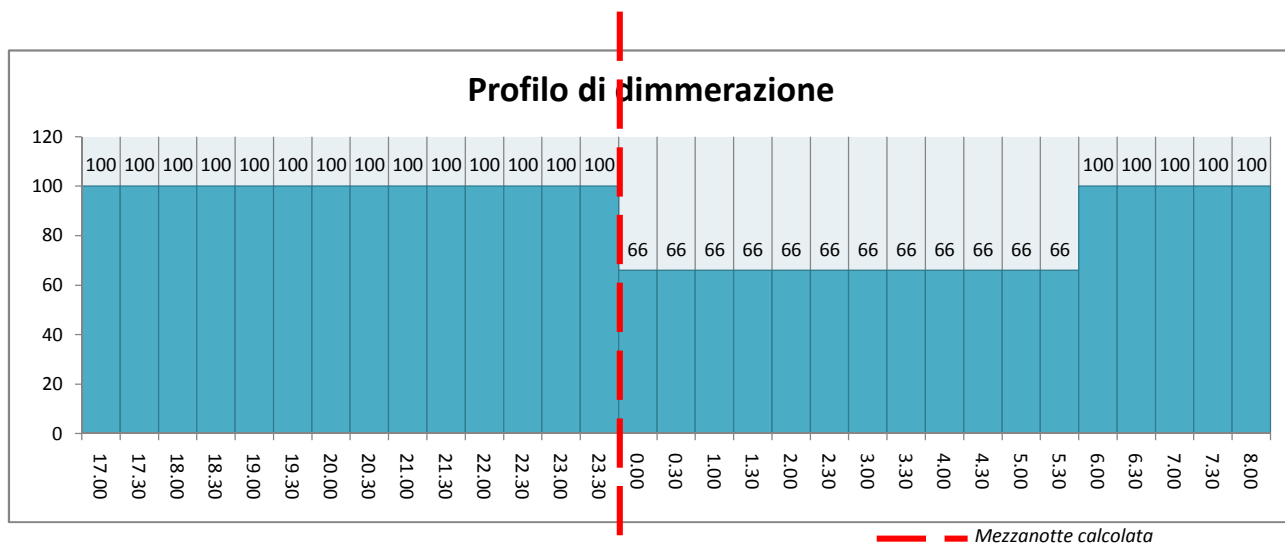 Profilo di dimmerazione
120
100 100 100 100 100 100 100 100 100 100 100 100 100 100 100 100 100 100 100
100
80
66 66 66 66 66 66 66 66 66 66 66 66
60
40
20
0
17.00 17.30 18.00 18.30 19.00 19.30 20.00 20.30 21.00 21.30 22.00 22.30 23.00 23.30 0.00 0.30 1.00 1.30 2.00 2.30 3.00 3.30 4.00 4.30 5.00 5.30 6.00 6.30 7.00 7.30 8.00
Mezzanotte calcolata